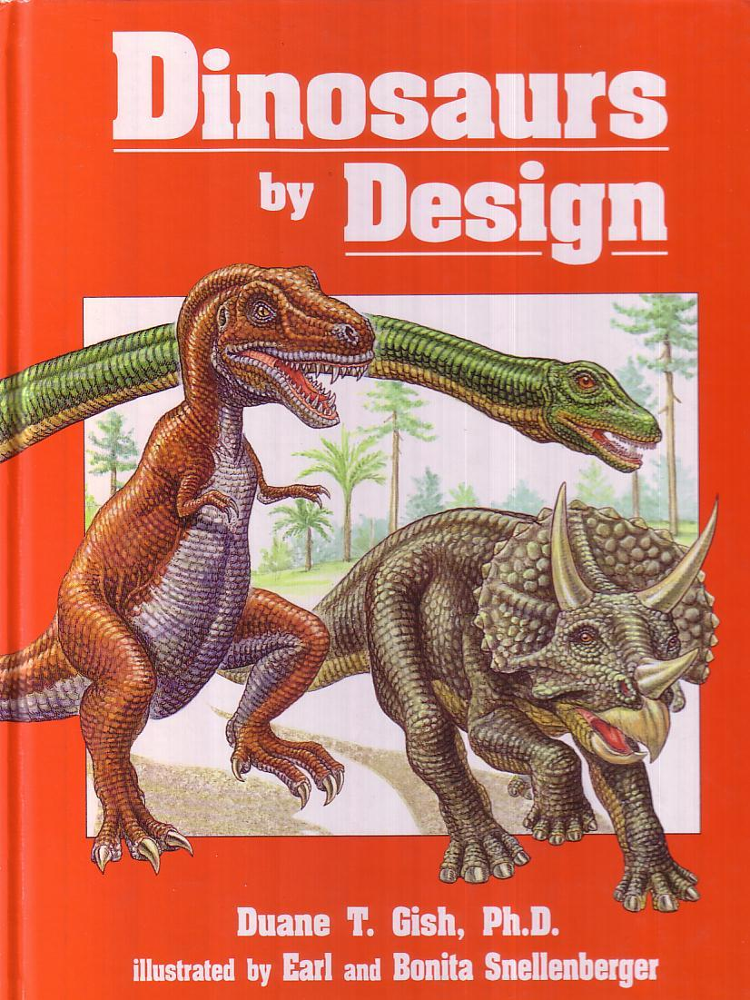 Dinosaurs
by Design
Duane T. Gish, Ph.D.
illustrated by Earl and Bonita Snellenberger